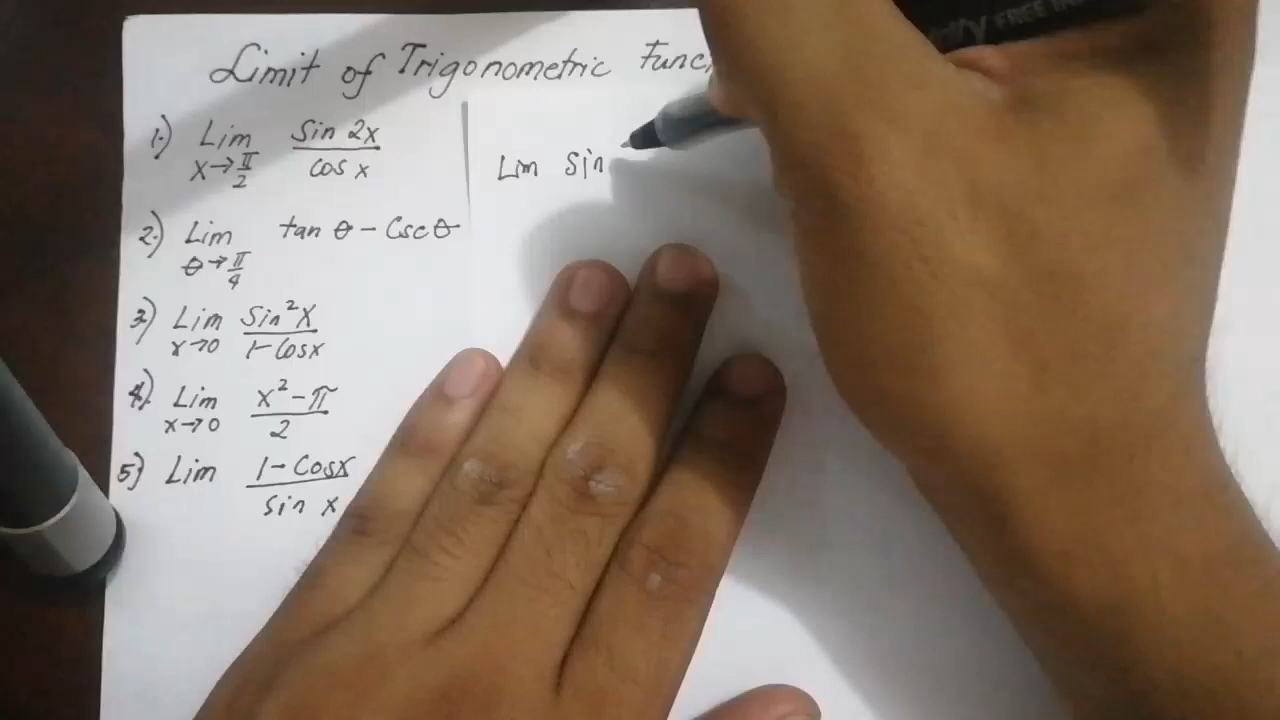 Limit of Trigonometric Func
1.) Lim x→π/2 Sin 2x / cos x
Lim Sin
2.) Lim θ→π/4 tan θ - Csc θ
3.) Lim x→0 Sin²x / 1-Cosx
4.) Lim x→0 x²-π / 2
5.) Lim 1-Cosx / sin x
FREE